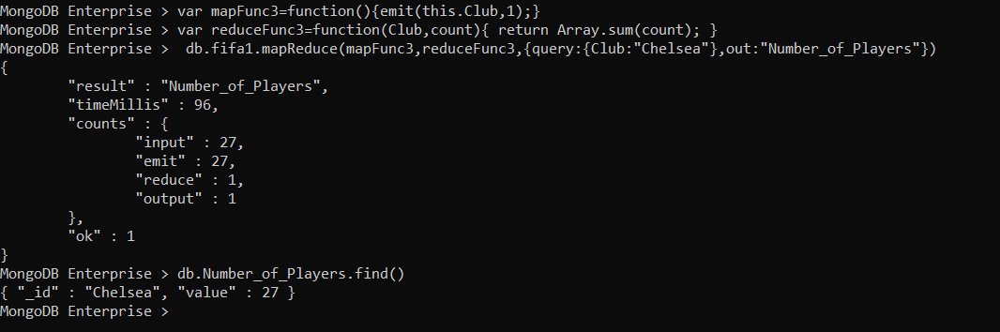 MongoDB Enterprise > var mapFunc3=function(){emit(this.Club,1);}
MongoDB Enterprise > var reduceFunc3=function(Club,count){ return Array.sum(count); }
MongoDB Enterprise >  db.fifa1.mapReduce(mapFunc3,reduceFunc3,{query:{Club:"Chelsea"},out:"Number_of_Players"})
{
        "result" : "Number_of_Players",
        "timeMillis" : 96,
        "counts" : {
                "input" : 27,
                "emit" : 27,
                "reduce" : 1,
                "output" : 1
        },
        "ok" : 1
}
MongoDB Enterprise > db.Number_of_Players.find()
{ "_id" : "Chelsea", "value" : 27 }
MongoDB Enterprise >